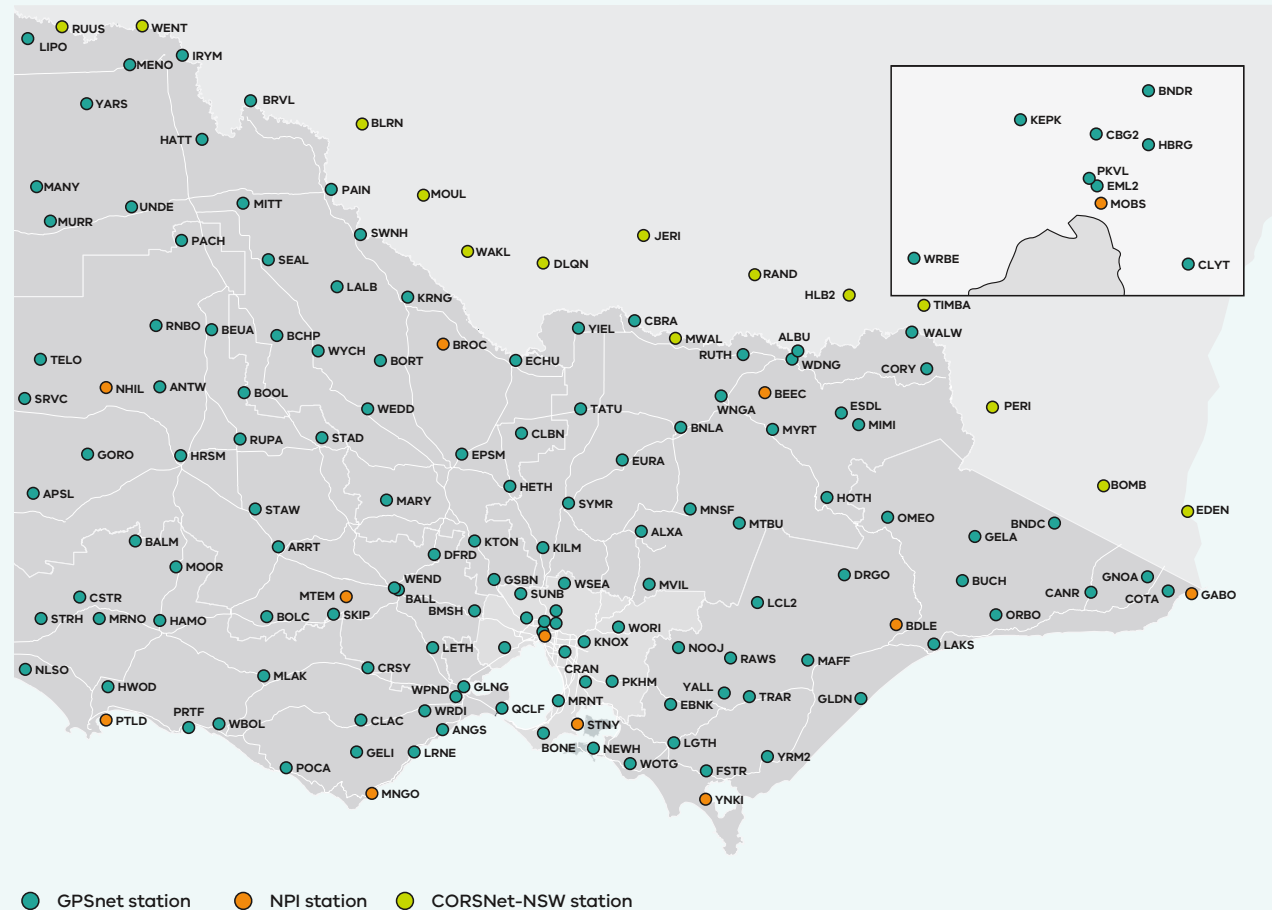 RUUS
WENT
LIPO
IRYM
MENO
YARS
BRVL
BLRN
HATT
MANY
PAIN
MOUL
UNDE
MITT
MURR
PACH
SWNH
JERI
WAKL
DLQN
SEAL
RAND
LALB
KRNG
HLB2
TIMBA
BNDR
KEPK
CBG2
HBRG
PKVL
EML2
MOBS
WRBE
CLYT
RNBO
BEUA
BCHP
YIEL
CBRA
WALW
MWAL
ALBU
BROC
WYCH
RUTH
TELO
BORT
ECHU
WDNG
CORY
NHIL
ANTW
BOOL
BEEC
SRVC
WNGA
PERI
WEDD
TATU
ESDL
MIMI
BNLA
MYRT
CLBN
RUPA
STAD
GORO
HRSM
EPSM
EURA
APSL
HETH
BOMB
MARY
SYMR
HOTH
STAW
MNSF
EDEN
OMEO
MTBU
BNDC
ALXA
GELA
BALM
ARRT
KTON
KILM
DFRD
MOOR
DRGO
GNOA
WEND
GSBN
WSEA
MVIL
BUCH
BALL
SUNB
CANR
COTA
GABO
CSTR
MTEM
LCL2
BMSH
STRH
MRNO
HAMO
BOLC
SKIP
ORBO
BDLE
WORI
KNOX
LAKS
LETH
NOOJ
RAWS
MAFF
NLSO
CRSY
CRAN
MLAK
PKHM
HWOD
WPND
GLNG
YALL
TRAR
GLDN
MRNT
EBNK
QCLF
WRDI
PTLD
PRTF
WBOL
CLAC
STNY
ANGS
BONE
LGTH
GELI
LRNE
NEWH
YRM2
WOTG
POCA
FSTR
MNGO
YNKI
GPSnet station
NPI station
CORSNet-NSW station